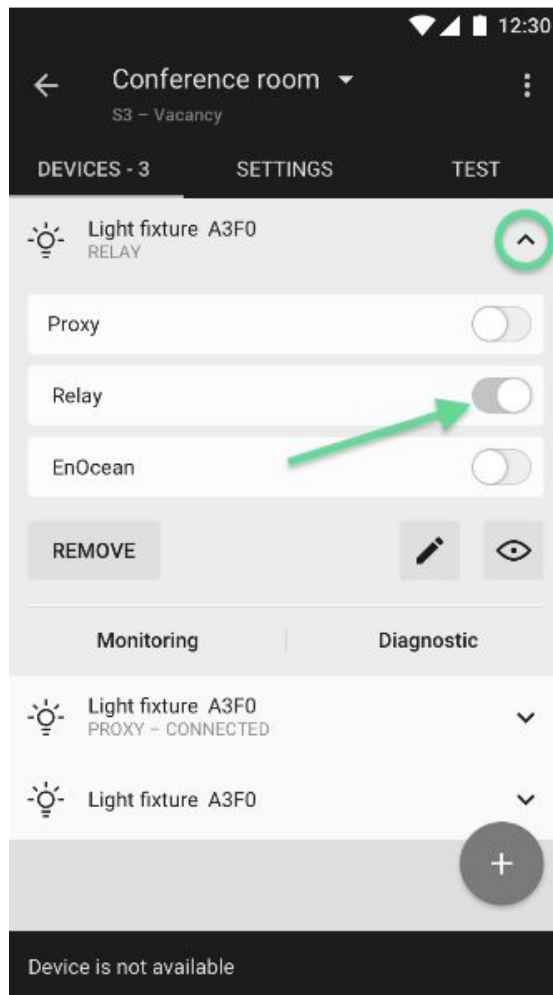 12:30
Conference room
S3 – Vacancy
DEVICES - 3 SETTINGS TEST
Light fixture A3F0
RELAY
Proxy
Relay
EnOcean
REMOVE
Monitoring Diagnostic
Light fixture A3F0
PROXY – CONNECTED
Light fixture A3F0
+
Device is not available